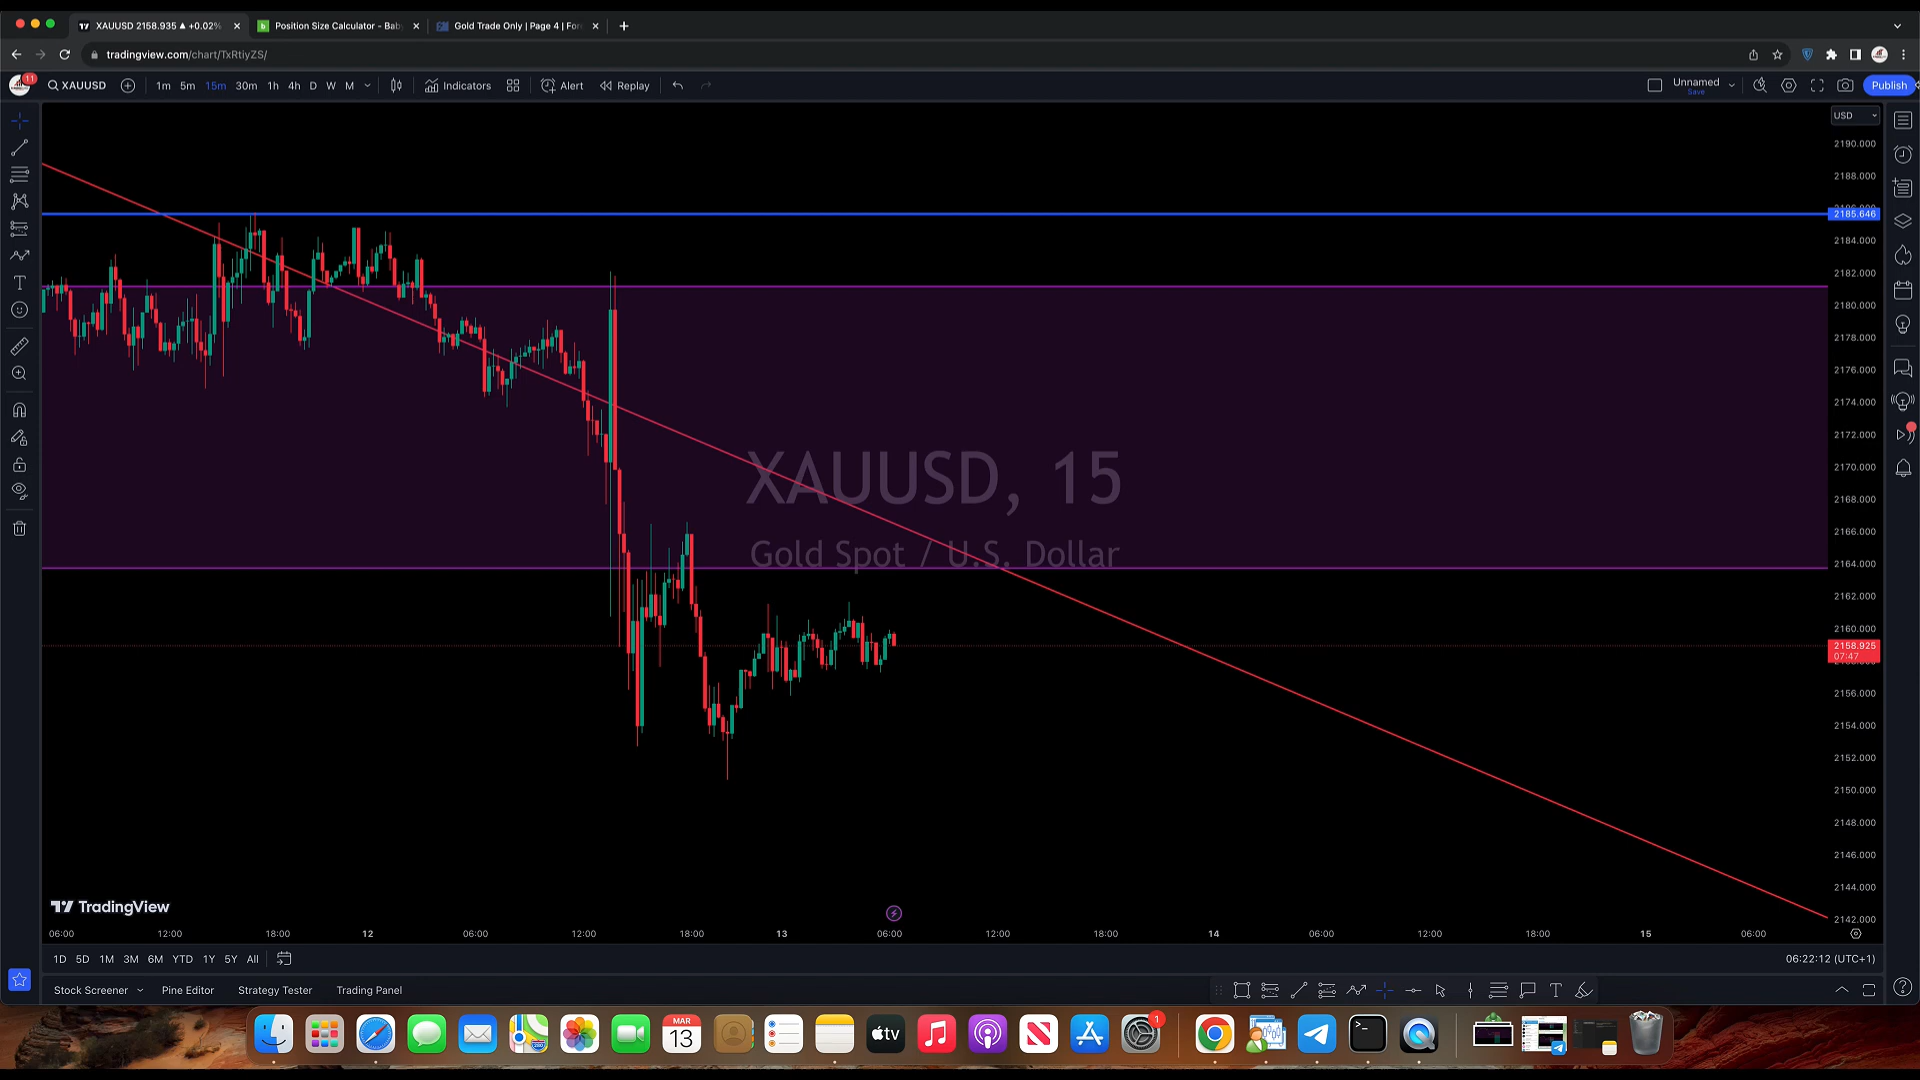 XAUUSD 2158.935 ▲ +0.02%
Position Size Calculator - Bab
Gold Trade Only | Page 4 | For
tradingview.com/chart/TxRtiyZS/
11
XAUUSD
1m 5m 15m 30m 1h 4h D W M
Indicators
Alert
Replay
Unnamed
Save
Publish
USD
2190.000
2188.000
2185.646
2184.000
2182.000
2180.000
2178.000
2176.000
2174.000
2172.000
2170.000
2168.000
2166.000
2164.000
2162.000
2160.000
2158.925
07:47
2156.000
2154.000
2152.000
2150.000
2148.000
2146.000
2144.000
2142.000
XAUUSD, 15
Gold Spot / U.S. Dollar
TradingView
06:00 12:00 18:00 12 06:00 12:00 18:00 13 06:00 12:00 18:00 14 06:00 12:00 18:00 15 06:00
1D 5D 1M 3M 6M YTD 1Y 5Y All
06:22:12 (UTC+1)
Stock Screener Pine Editor Strategy Tester Trading Panel
MAR
13
tv
1